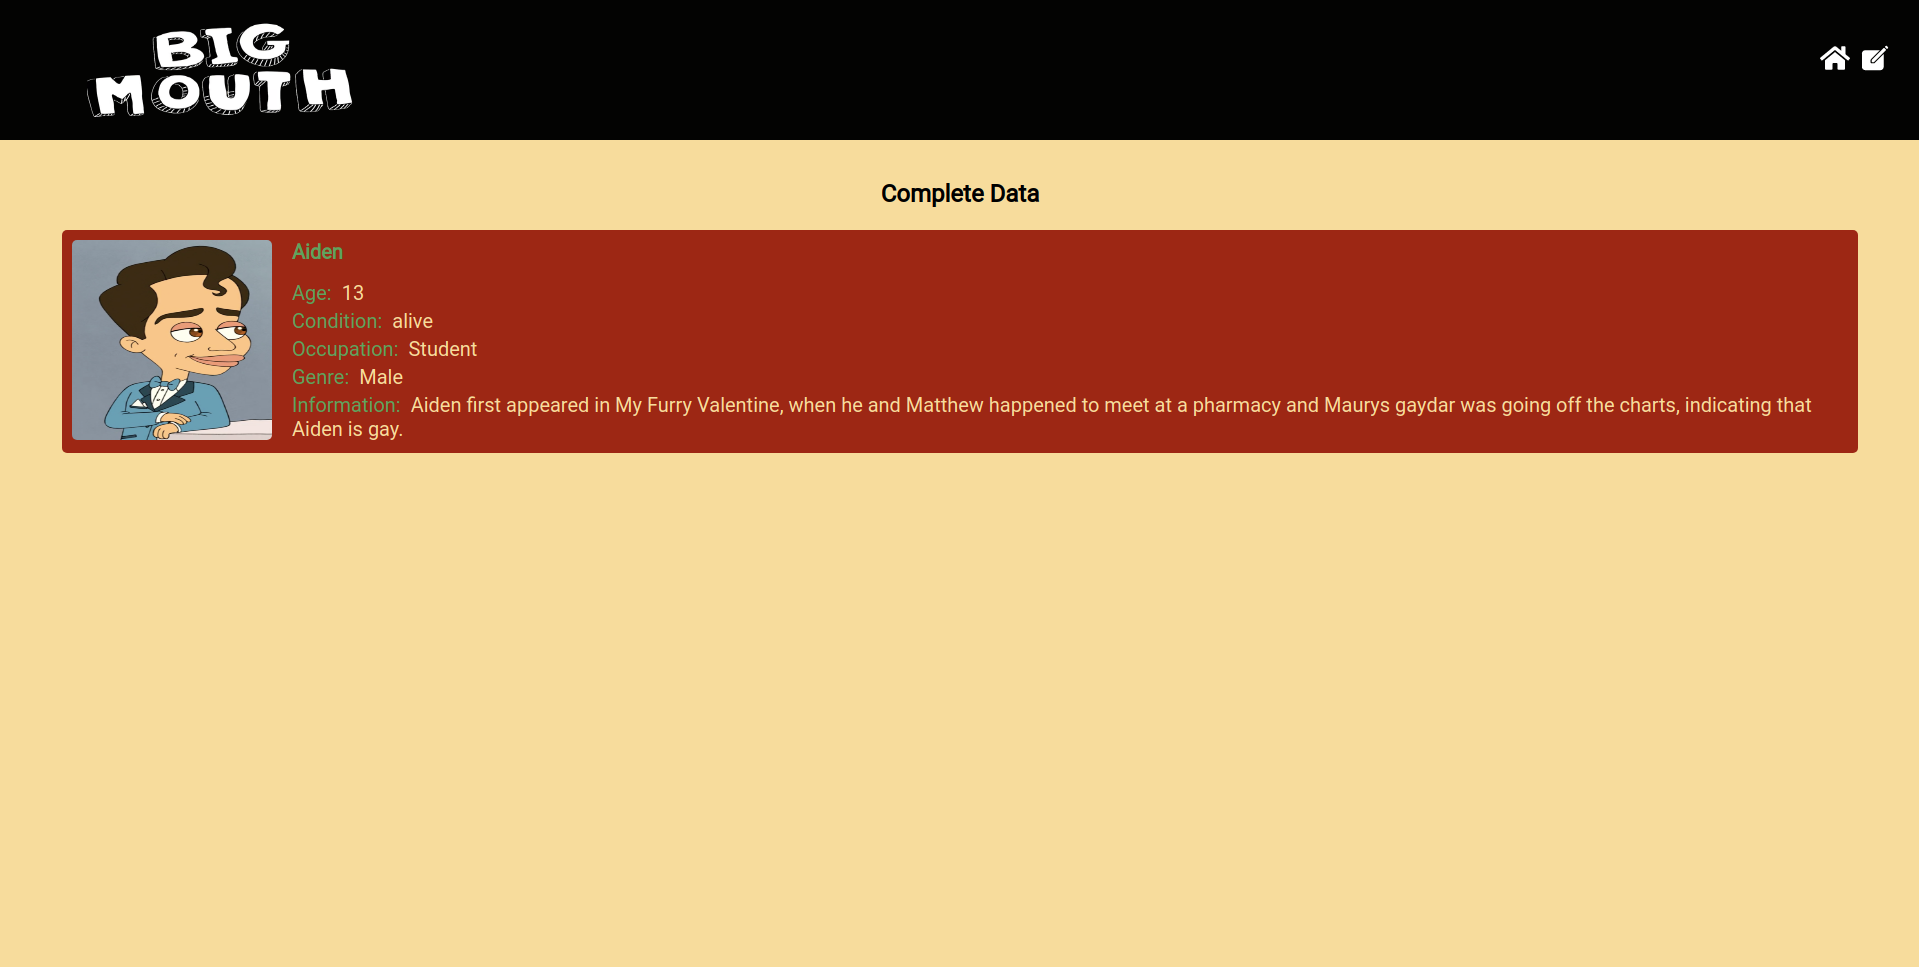 BIG
MOUTH
Complete Data
Aiden
Age: 13
Condition: alive
Occupation: Student
Genre: Male
Information: Aiden first appeared in My Furry Valentine, when he and Matthew happened to meet at a pharmacy and Maurys gaydar was going off the charts, indicating that
Aiden is gay.